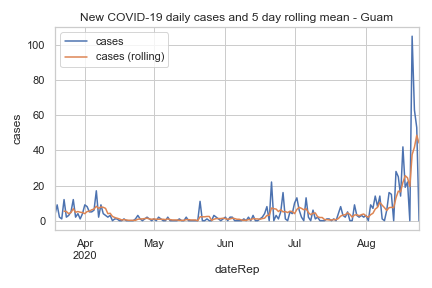 New COVID-19 daily cases and 5 day rolling mean - Guam
cases
cases (rolling)
100
80
60
40
20
0
cases
Apr May Jun Jul Aug
2020
dateRep